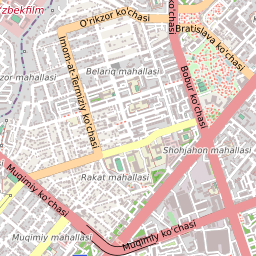 zbekfilm
O'rikzor ko'chasi
Bratislava ko'chasi
Imom-at-Termiziy ko'chasi
Belariq mahallasi
zor mahallasi
Bobur ko'chasi
Shohjahon mahallasi
Rakat mahallasi
Muqimiy ko'chasi
Muqimiy mahallasi
Muqimiy ko'chasi